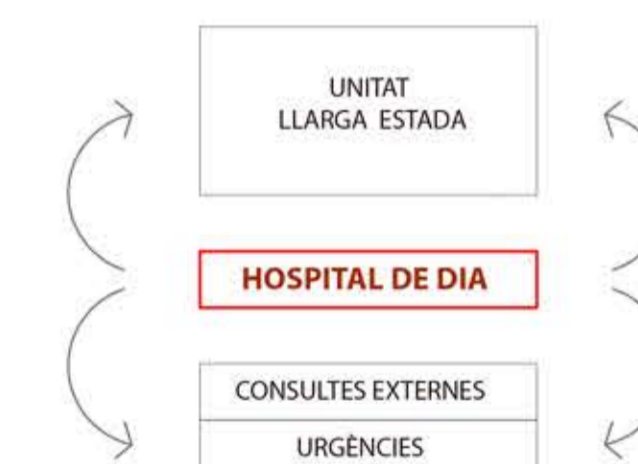 UNITAT
LLARGA ESTADA
HOSPITAL DE DIA
CONSULTES EXTERNES
URGÈNCIES